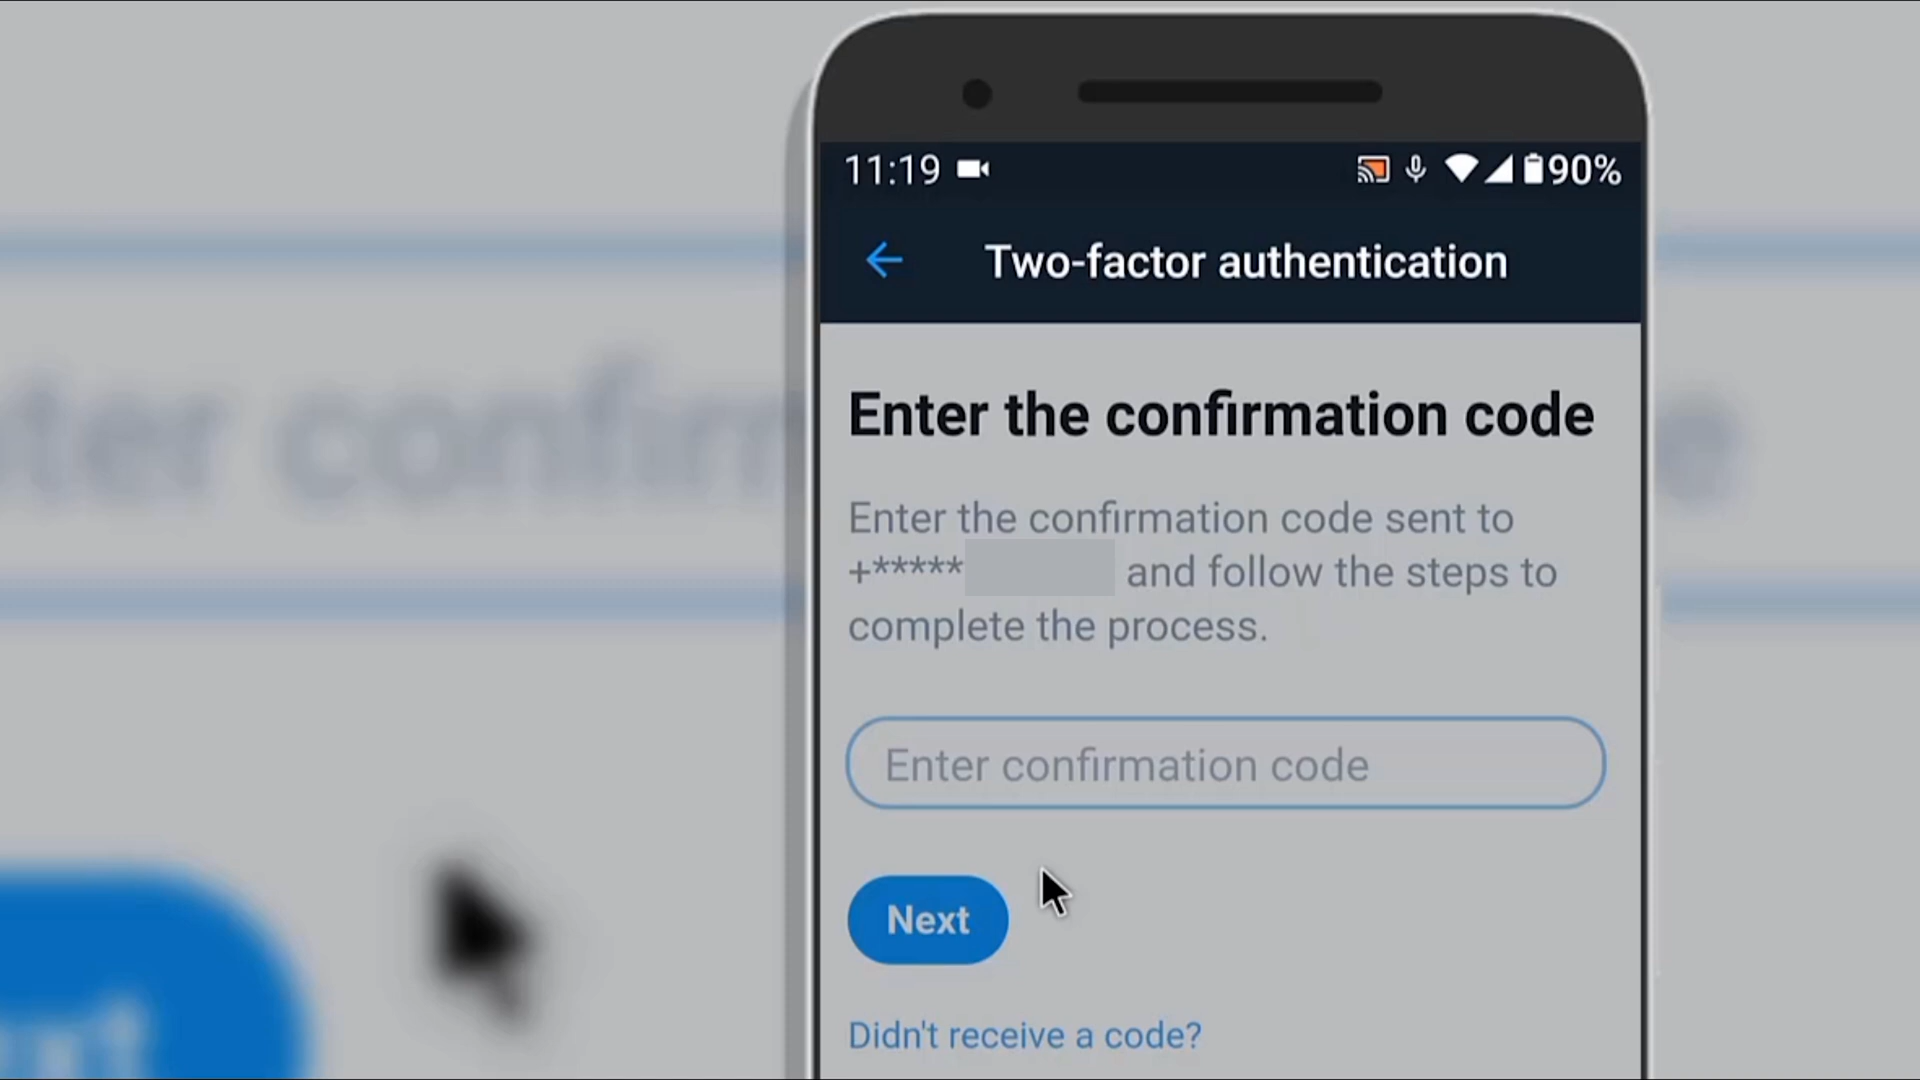 11:19
90%
Two-factor authentication
Enter the confirmation code
Enter the confirmation code sent to
+***** and follow the steps to
complete the process.
Enter confirmation code
Next
Didn't receive a code?